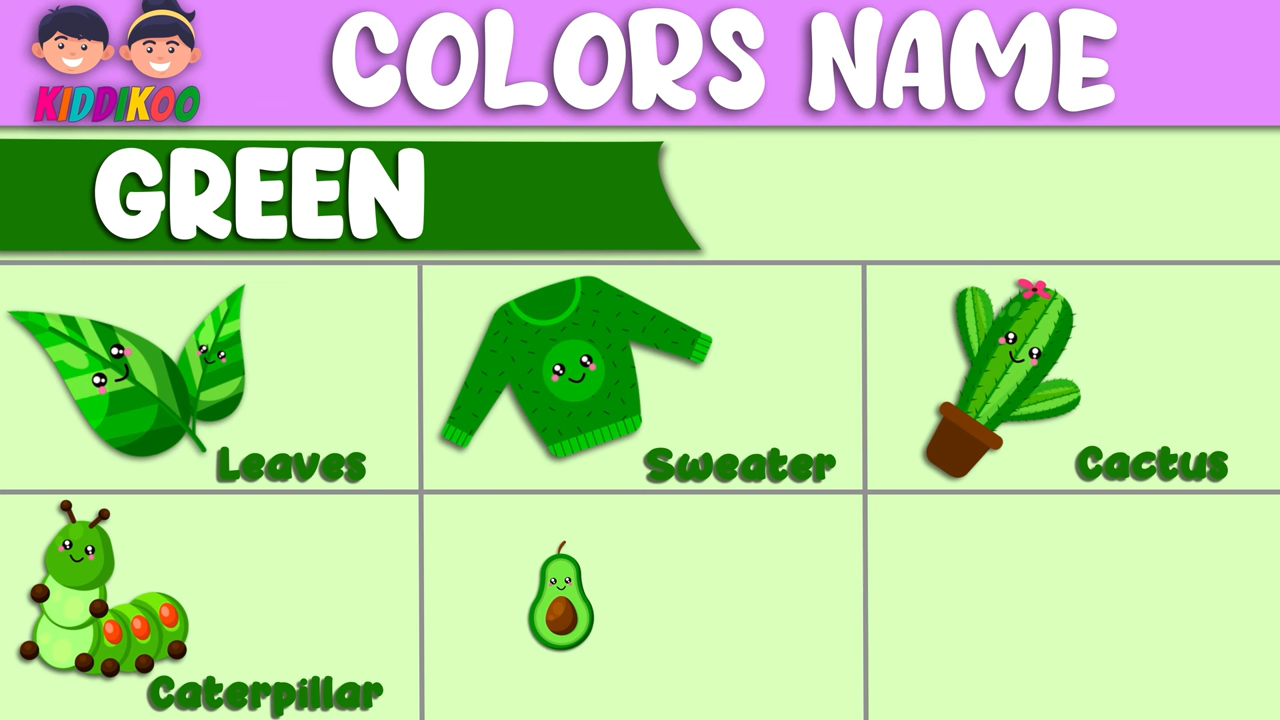 KIDDIKOO
COLORS NAME
GREEN
Leaves
Sweater
Cactus
Caterpillar